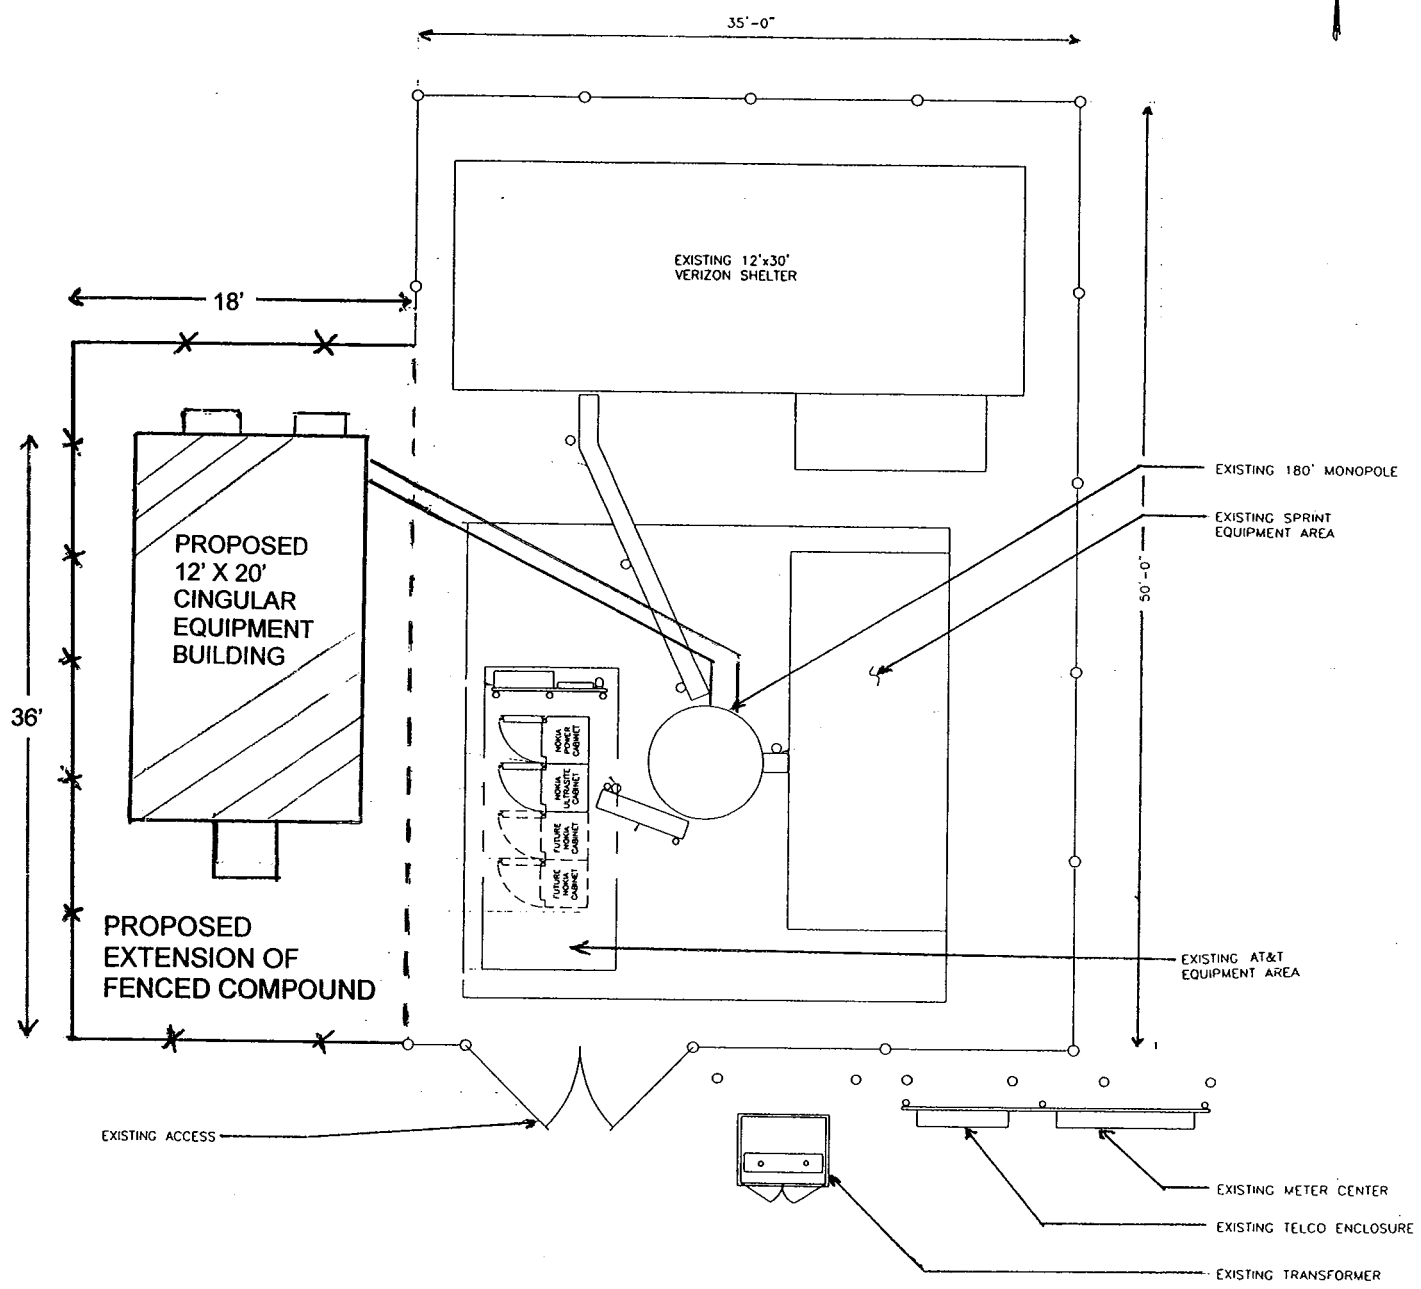 35'-0"
EXISTING 12'x30'
VERIZON SHELTER
18'
EXISTING 180' MONOPOLE
EXISTING SPRINT
EQUIPMENT AREA
PROPOSED
12' X 20'
CINGULAR
EQUIPMENT
BUILDING
50'-0"
36'
NOKIA
POWER
CABINET
NOKIA
ULTRASITE
CABINET
FUTURE
NOKIA
CABINET
FUTURE
NOKIA
CABINET
PROPOSED
EXTENSION OF
FENCED COMPOUND
EXISTING AT&T
EQUIPMENT AREA
EXISTING ACCESS
EXISTING METER CENTER
EXISTING TELCO ENCLOSURE
EXISTING TRANSFORMER